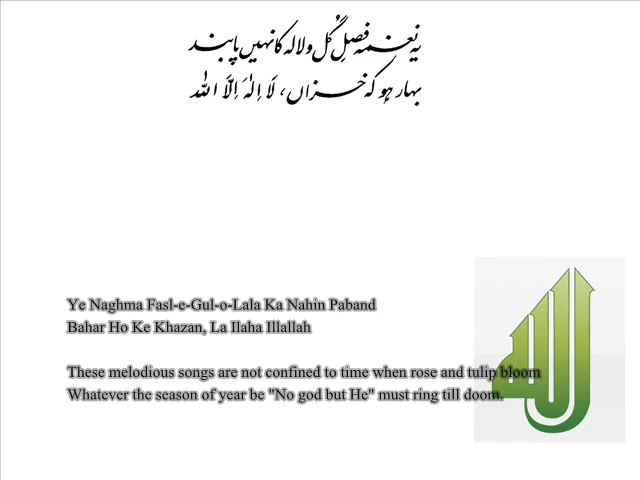 یہ نغمہ فصلِ گل و لالہ کا نہیں پابند
بہار ہو کہ خزاں، لَا اِلٰہَ اِلَّا اللہ
Ye Naghma Fasl-e-Gul-o-Lala Ka Nahin Paband
Bahar Ho Ke Khazan, La Ilaha Illallah
These melodious songs are not confined to time when rose and tulip bloom
Whatever the season of year be "No god but He" must ring till doom.
الله